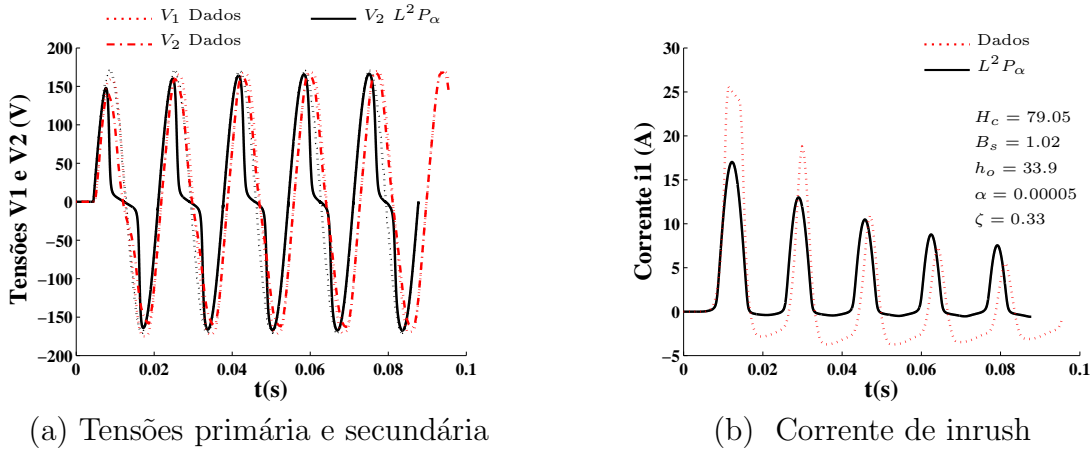 V₁ Dados
V₂ Dados
V₂ L²Pα
200
150
100
50
0
−50
−100
−150
−200
Tensões V1 e V2 (V)
0
0.02
0.04
0.06
0.08
0.1
t(s)
(a) Tensões primária e secundária
Dados
L²Pα
Hc = 79.05
Bs = 1.02
ho = 33.9
α = 0.00005
ζ = 0.33
30
25
20
15
10
5
0
−5
Corrente i1 (A)
0
0.02
0.04
0.06
0.08
0.1
t(s)
(b) Corrente de inrush